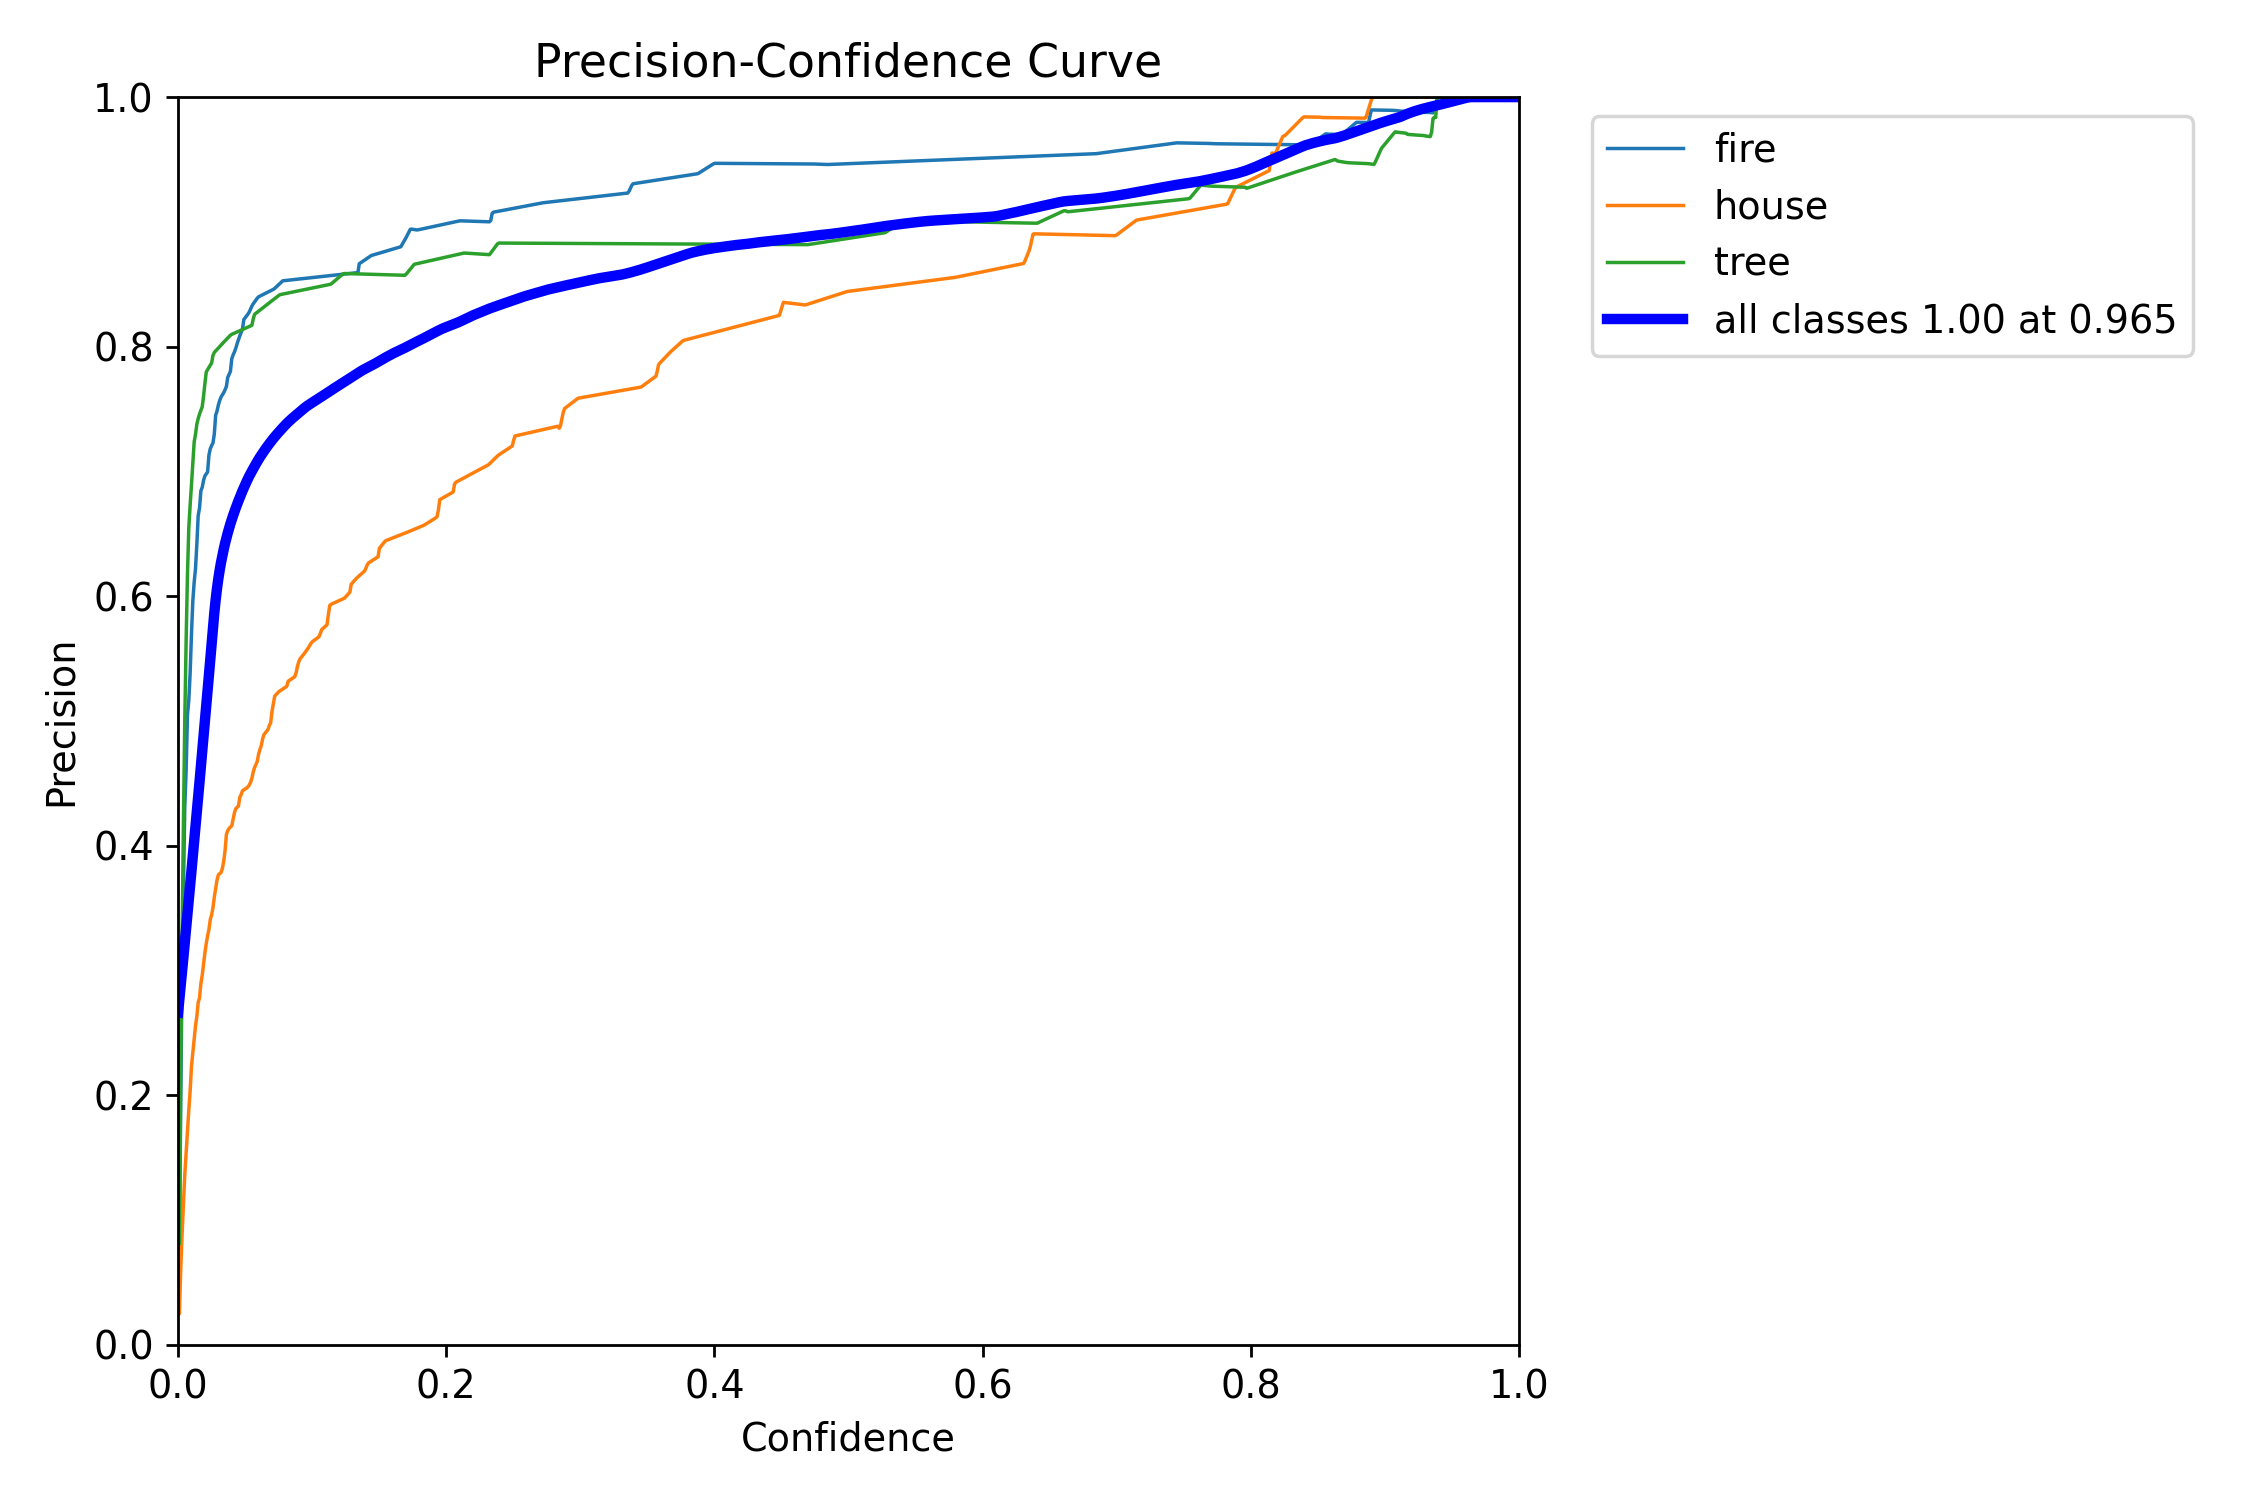 Precision-Confidence Curve
1.0
0.8
0.6
0.4
0.2
0.0
Precision
0.0 0.2 0.4 0.6 0.8 1.0
Confidence
fire
house
tree
all classes 1.00 at 0.965